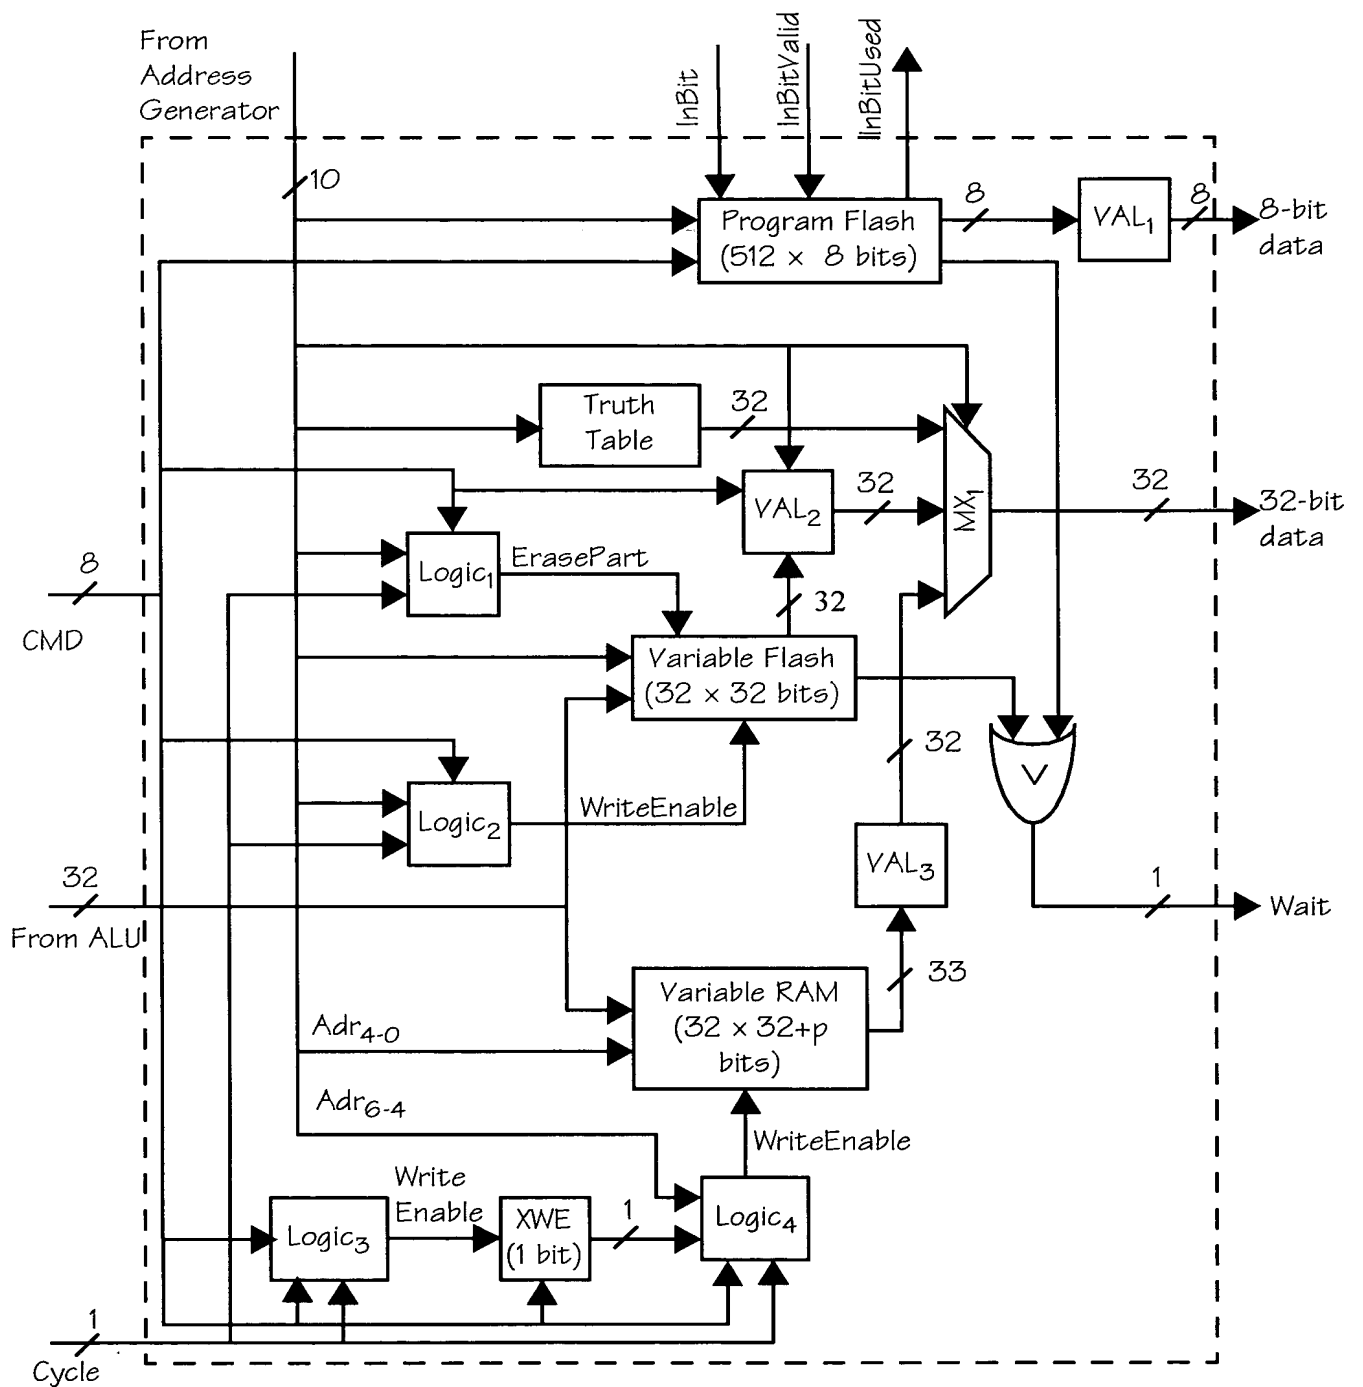 From
Address
Generator
InBit
InBitValid
InBitUsed
10
Program Flash
(512 × 8 bits)
8
VAL1
8
8-bit
data
Truth
Table
32
VAL2
32
MX1
32
32-bit
data
8
CMD
Logic1
ErasePart
32
Variable Flash
(32 × 32 bits)
32
V
Logic2
WriteEnable
VAL3
32
From ALU
1
Wait
33
Variable RAM
(32 × 32+p
bits)
Adr4-0
Adr6-4
WriteEnable
Write
Enable
Logic3
XWE
(1 bit)
1
Logic4
1
Cycle